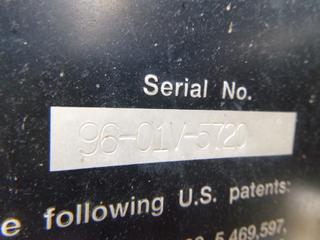 Serial No.
96-01V-5720
e following U.S. patents:
5,469,597,